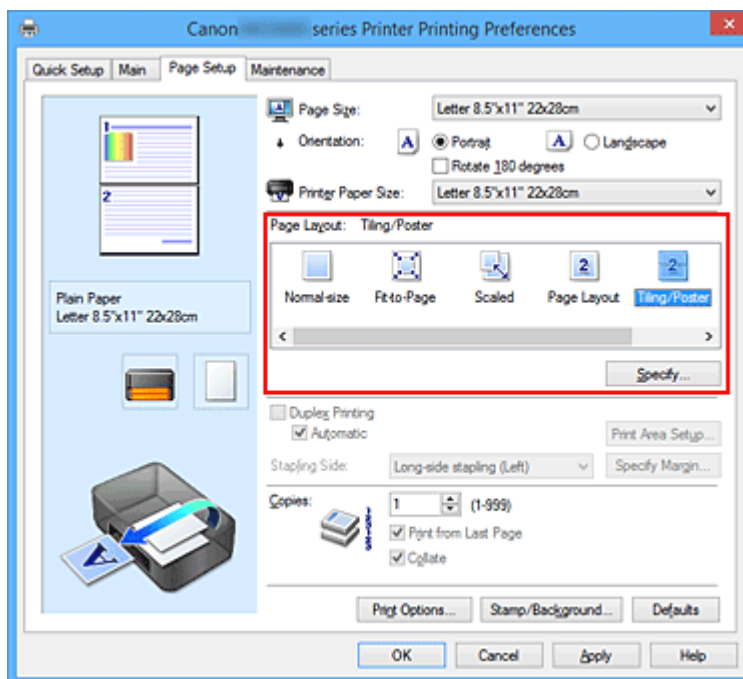 Canon series Printer Printing Preferences
Quick Setup Main Page Setup Maintenance
1
2
Plain Paper
Letter 8.5"x11" 22x28cm
Page Size: Letter 8.5"x11" 22x28cm
Orientation: A Portrait A Landscape
Rotate 180 degrees
Printer Paper Size: Letter 8.5"x11" 22x28cm
Page Layout: Tiling/Poster
2 2
Normal-size Fit-to-Page Scaled Page Layout Tiling/Poster
Specify...
Duplex Printing
Automatic Print Area Setup...
Stapling Side: Long-side stapling (Left) Specify Margin...
Copies: 1 (1-999)
Print from Last Page
Collate
A
Print Options... Stamp/Background... Defaults
OK Cancel Apply Help